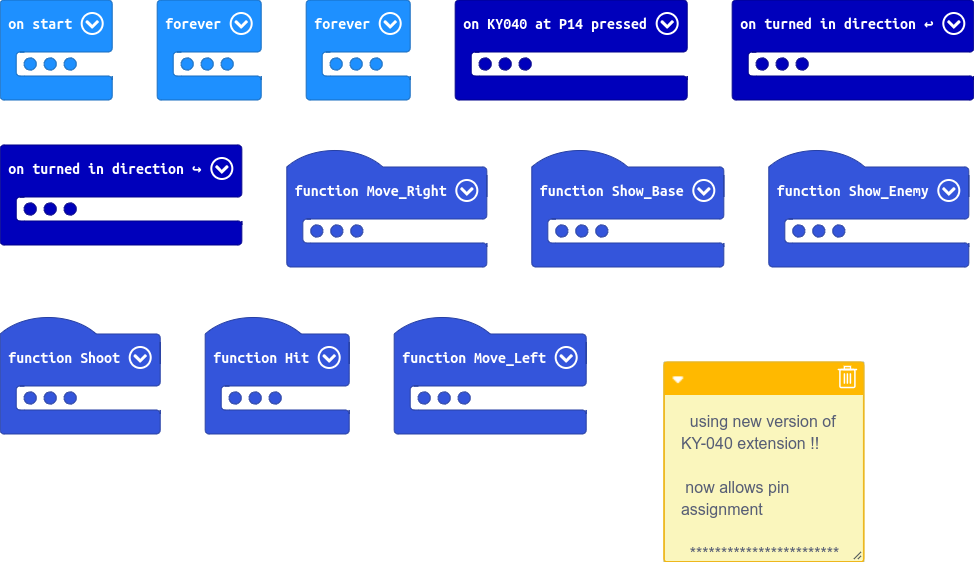 on start
forever
forever
on KY040 at P14 pressed
on turned in direction ↩
on turned in direction ↪
function Move_Right
function Show_Base
function Show_Enemy
function Shoot
function Hit
function Move_Left
using new version of
KY-040 extension !!
now allows pin
assignment
************************